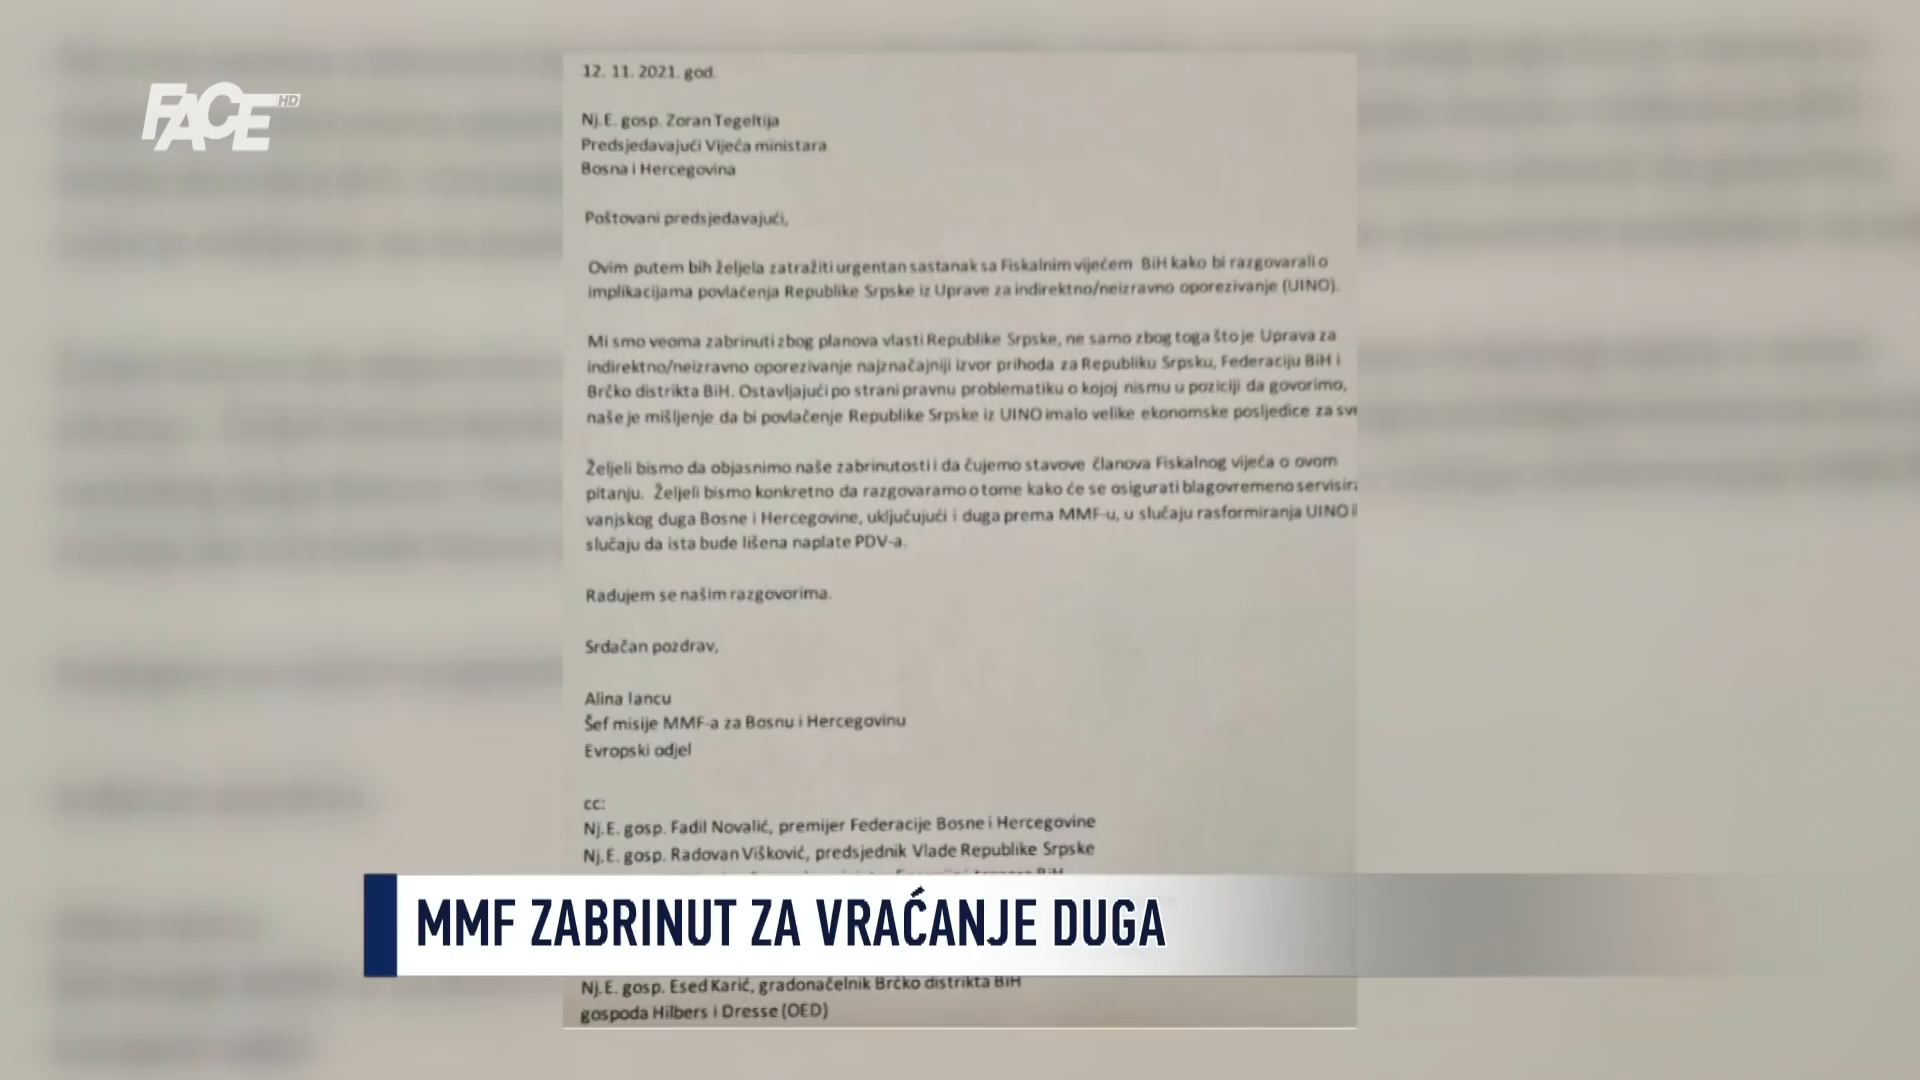 FACE HD
12. 11. 2021. god.
Nj.E. gosp. Zoran Tegeltija
Predsjedavajući Vijeća ministara
Bosna i Hercegovina
Poštovani predsjedavajući,
Ovim putem bih željela zatražiti urgentan sastanak sa Fiskalnim vijećem BiH kako bi razgovarali o
implikacijama povlačenja Republike Srpske iz Uprave za indirektno/neizravno oporezivanje (UINO).
Mi smo veoma zabrinuti zbog planova vlasti Republike Srpske, ne samo zbog toga što je Uprava za
indirektno/neizravno oporezivanje najznačajniji izvor prihoda za Republiku Srpsku, Federaciju BiH i
Brčko distrikta BiH. Ostavljajući po strani pravnu problematiku o kojoj nismu u poziciji da govorimo,
naše je mišljenje da bi povlačenje Republike Srpske iz UINO imalo velike ekonomske posljedice za
Željeli bismo da objasnimo naše zabrinutosti i da čujemo stavove članova Fiskalnog vijeća o ovom
pitanju. Željeli bismo konkretno da razgovaramo o tome kako će se osigurati blagovremeno
vanjskog duga Bosne i Hercegovine, uključujući i duga prema MMF-u, u slučaju rasformiranja UINO
slučaju da ista bude lišena naplate PDV-a.
Radujem se našim razgovorima.
Srdačan pozdrav,
Alina Iancu
Šef misije MMF-a za Bosnu i Hercegovinu
Evropski odjel
cc:
Nj.E. gosp. Fadil Novalić, premijer Federacije Bosne i Hercegovine
Nj.E. gosp. Radovan Višković, predsjednik Vlade Republike Srpske
MMF ZABRINUT ZA VRAĆANJE DUGA
Nj.E. gosp. Esed Karić, gradonačelnik Brčko distrikta BiH
gospoda Hilbers i Dresse (OED)